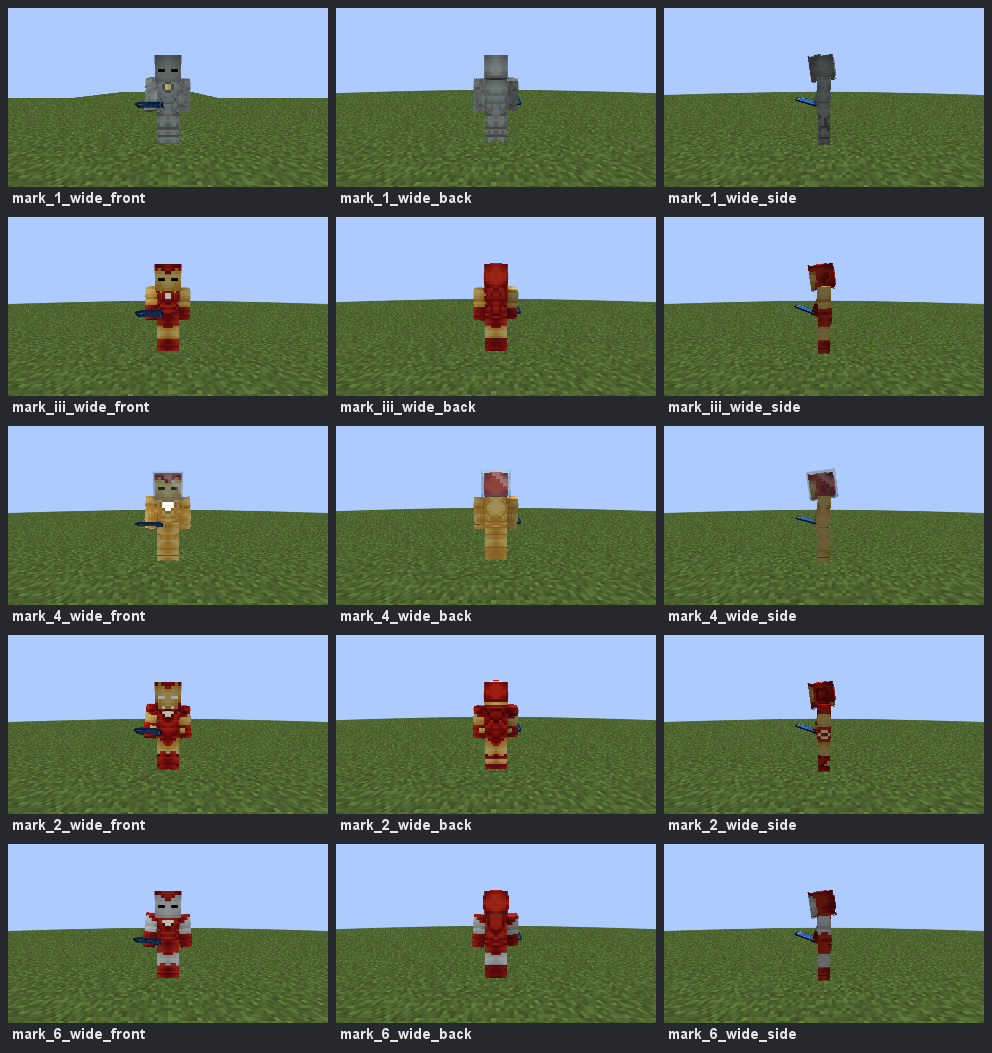 mark_1_wide_front
mark_1_wide_back
mark_1_wide_side
mark_iii_wide_front
mark_iii_wide_back
mark_iii_wide_side
mark_4_wide_front
mark_4_wide_back
mark_4_wide_side
mark_2_wide_front
mark_2_wide_back
mark_2_wide_side
mark_6_wide_front
mark_6_wide_back
mark_6_wide_side